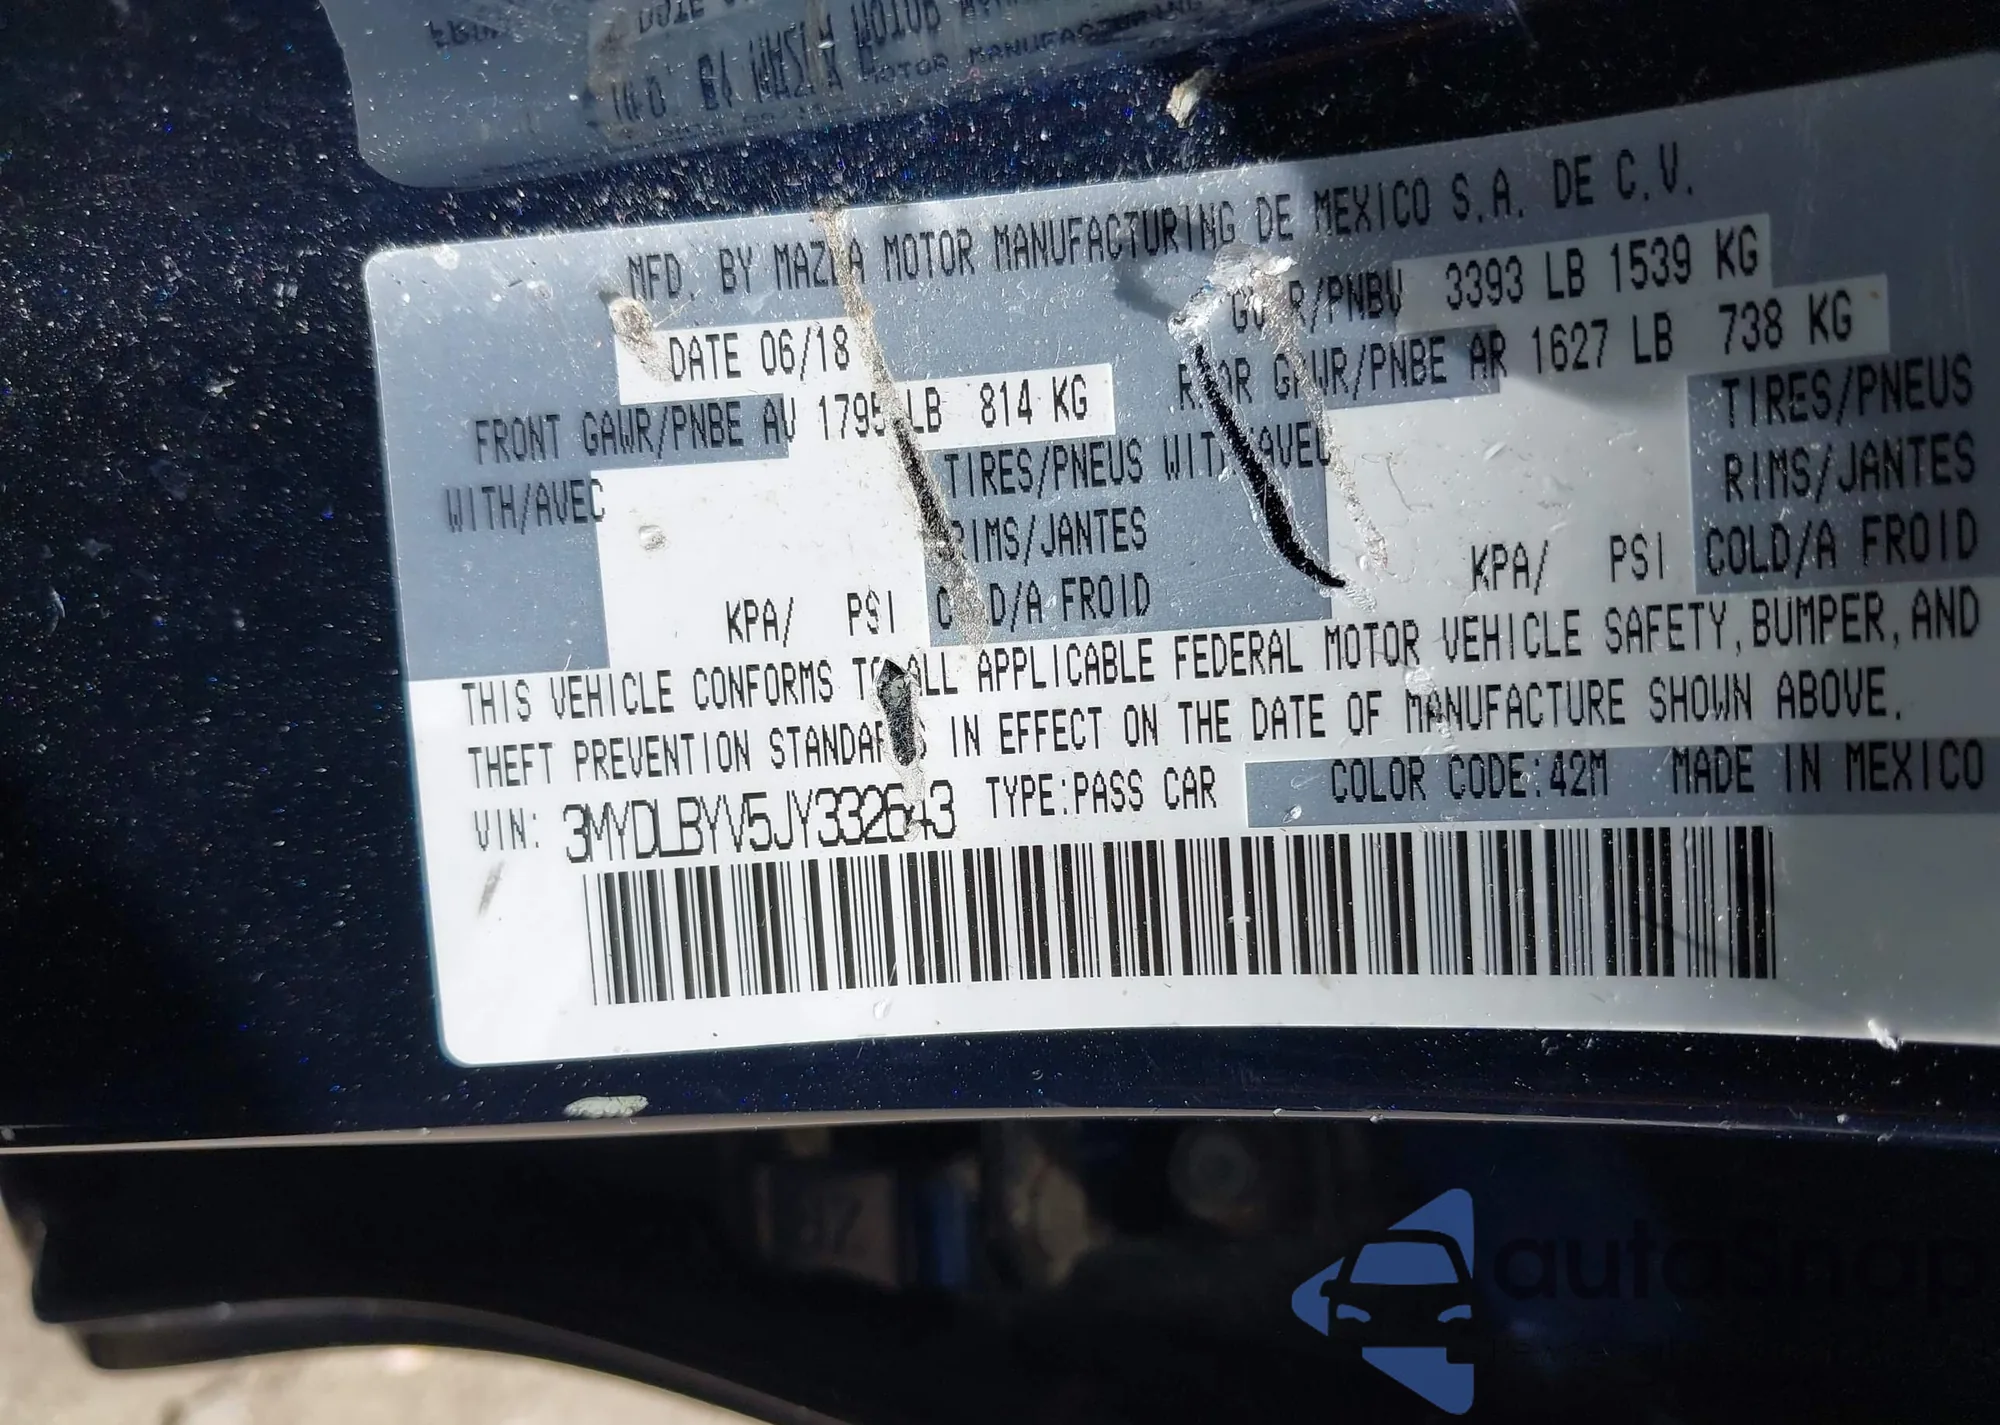 MFD. BY MAZDA MOTOR MANUFACTURING DE MEXICO S.A. DE C.V.
DATE 06/18 GVWR/PNBV 3393 LB 1539 KG
FRONT GAWR/PNBE AV 1795 LB 814 KG REAR GAWR/PNBE AR 1627 LB 738 KG
WITH/AVEC TIRES/PNEUS WITH/AVEC TIRES/PNEUS
RIMS/JANTES RIMS/JANTES
KPA/ PSI COLD/A FROID KPA/ PSI COLD/A FROID
THIS VEHICLE CONFORMS TO ALL APPLICABLE FEDERAL MOTOR VEHICLE SAFETY, BUMPER, AND
THEFT PREVENTION STANDARDS IN EFFECT ON THE DATE OF MANUFACTURE SHOWN ABOVE.
VIN: 3MYDLBYV5JY332643 TYPE:PASS CAR COLOR CODE:42M MADE IN MEXICO
autosnap